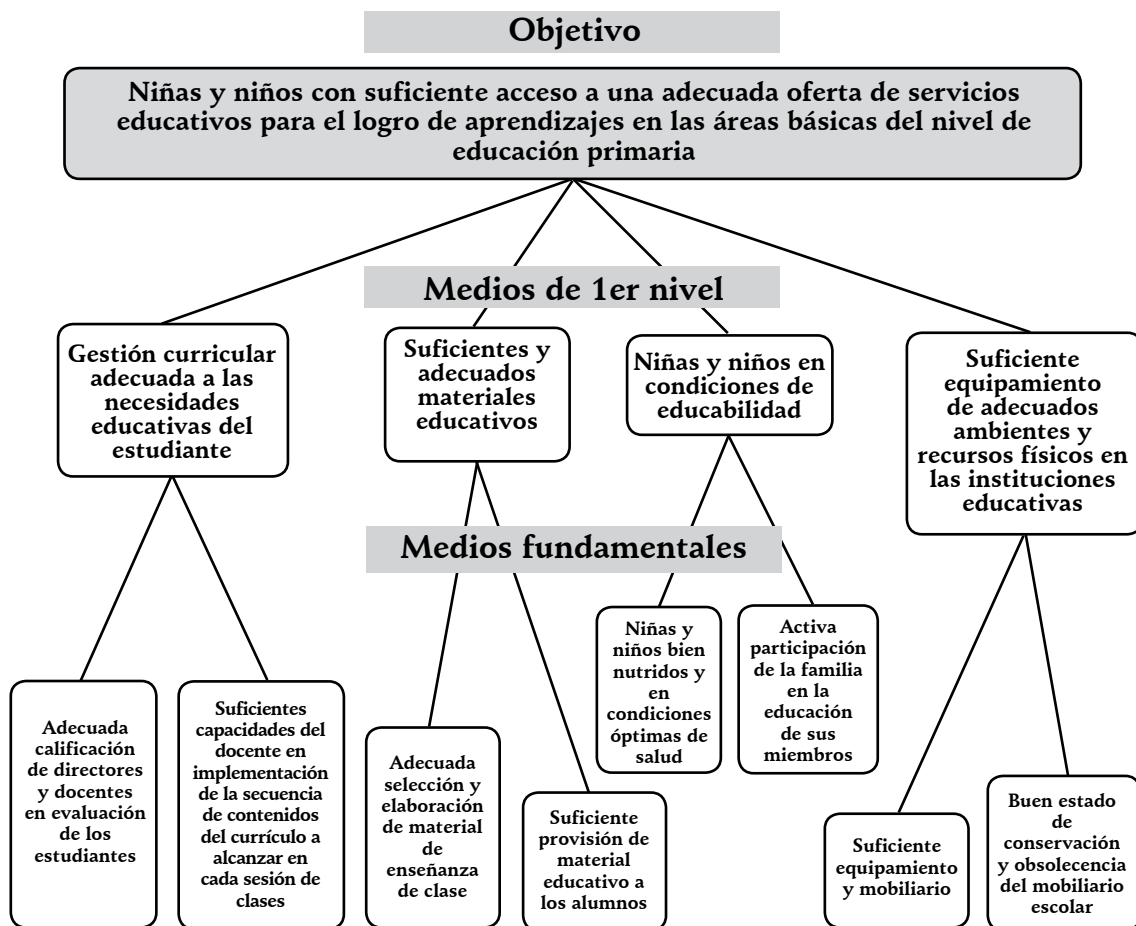 Objetivo
Niñas y niños con suficiente acceso a una adecuada oferta de servicios
educativos para el logro de aprendizajes en las áreas básicas del nivel de
educación primaria
Medios de 1er nivel
Gestión curricular
adecuada a las
necesidades
educativas del
estudiante
Suficientes y
adecuados
materiales
educativos
Niñas y niños en
condiciones de
educabilidad
Suficiente
equipamiento
de adecuados
ambientes y
recursos físicos en
las instituciones
educativas
Medios fundamentales
Adecuada
calificación
de directores
y docentes
en evaluación
de los
estudiantes
Suficientes
capacidades del
docente en
implementación
de la secuencia
de contenidos
del currículo a
alcanzar en
cada sesión de
clases
Adecuada
selección y
elaboración
de material
de
enseñanza
de clase
Suficiente
provisión de
material
educativo a
los alumnos
Niñas y
niños bien
nutridos y
en
condiciones
óptimas de
salud
Activa
participación
de la familia
en la
educación
de sus
miembros
Suficiente
equipamiento
y mobiliario
Buen estado
de
conservación
y obsolecencia
del mobiliario
escolar